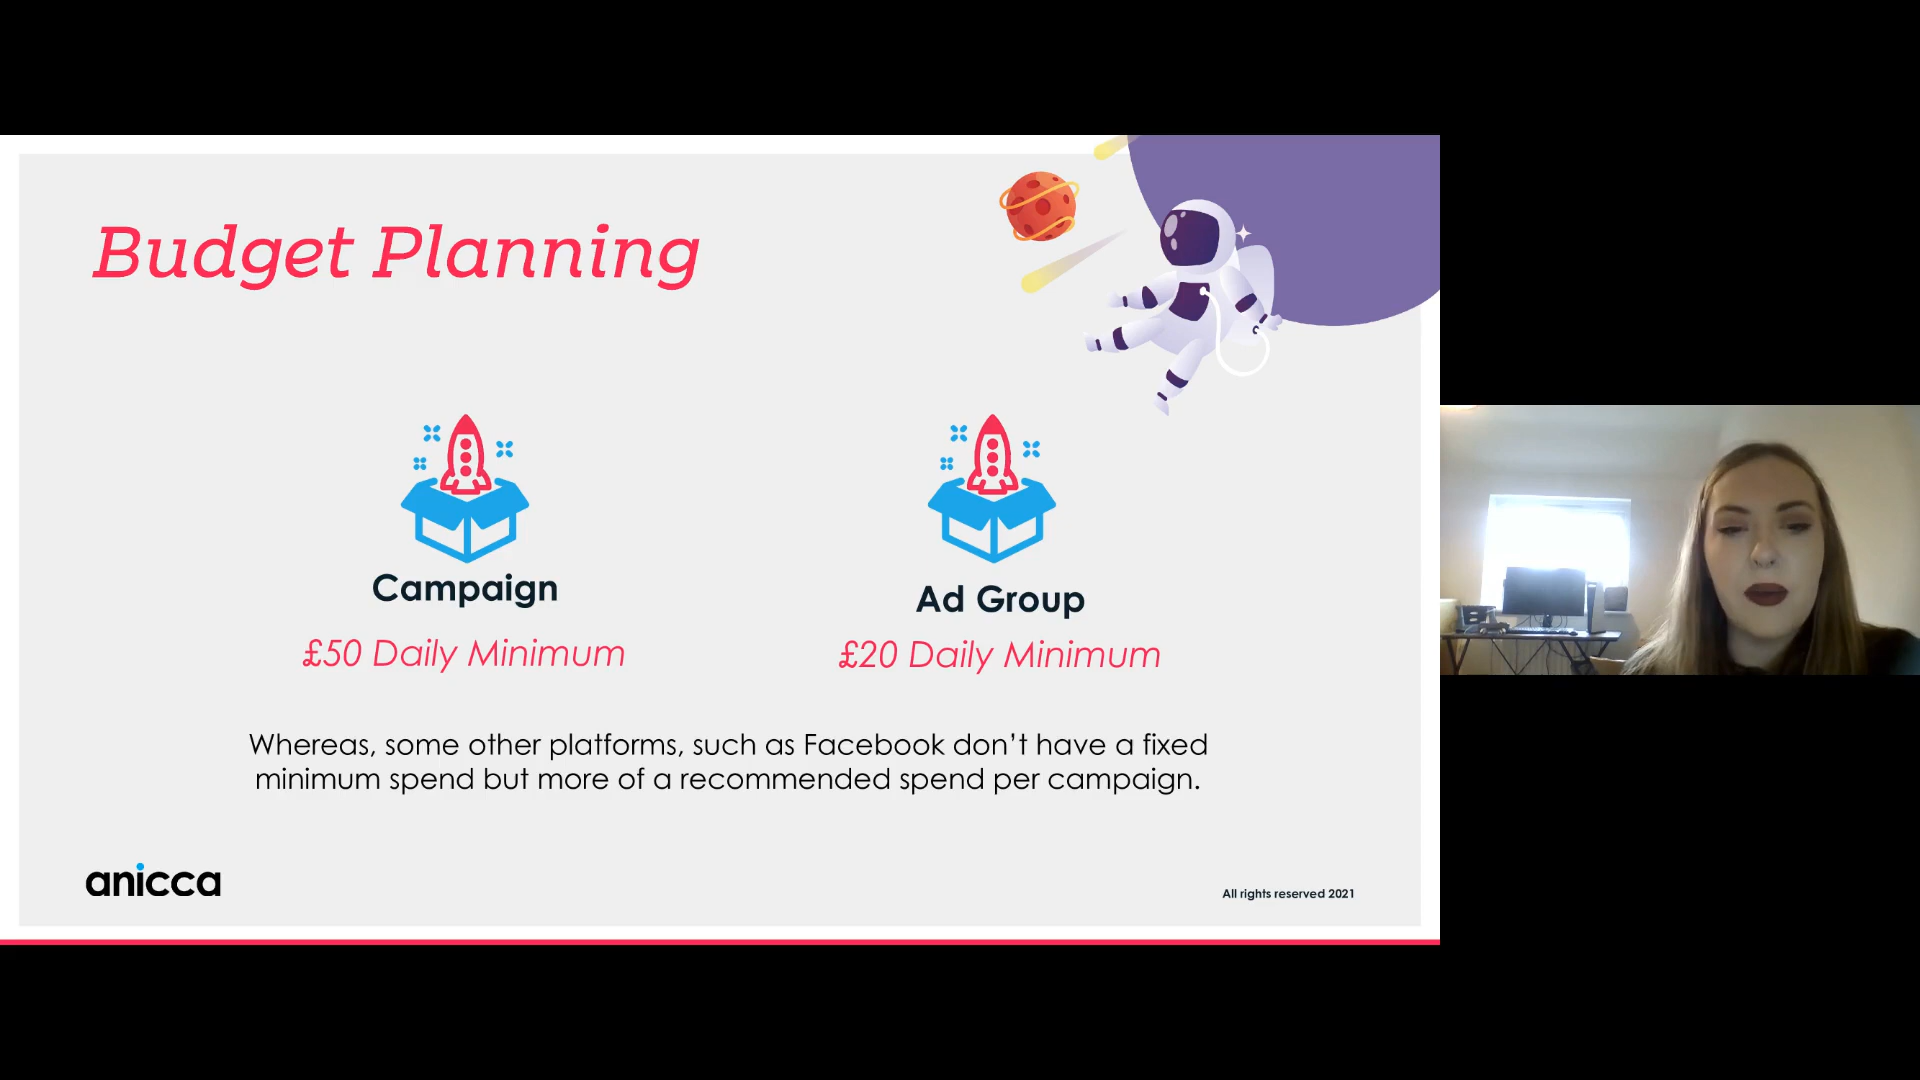 Budget Planning
Campaign
£50 Daily Minimum
Ad Group
£20 Daily Minimum
Whereas, some other platforms, such as Facebook don’t have a fixed
minimum spend but more of a recommended spend per campaign.
anicca
All rights reserved 2021